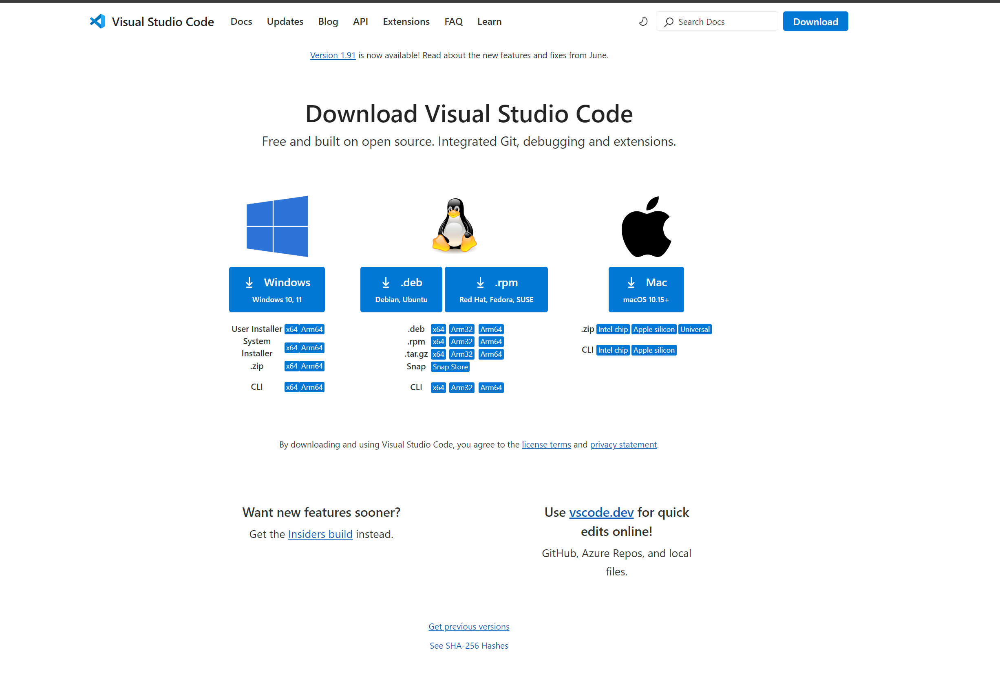 Visual Studio Code Docs Updates Blog API Extensions FAQ Learn Search Docs Download
Version 1.91 is now available! Read about the new features and fixes from June.
Download Visual Studio Code
Free and built on open source. Integrated Git, debugging and extensions.
Windows
Windows 10, 11
User Installer x64 Arm64
System
Installer x64 Arm64
.zip x64 Arm64
CLI x64 Arm64
.deb
Debian, Ubuntu
.rpm
Red Hat, Fedora, SUSE
.deb x64 Arm32 Arm64
.rpm x64 Arm32 Arm64
.tar.gz x64 Arm32 Arm64
Snap Snap Store
CLI x64 Arm32 Arm64
Mac
macOS 10.15+
.zip Intel chip Apple silicon Universal
CLI Intel chip Apple silicon
By downloading and using Visual Studio Code, you agree to the license terms and privacy statement.
Want new features sooner?
Get the Insiders build instead.
Use vscode.dev for quick
edits online!
GitHub, Azure Repos, and local
files.
Get previous versions
See SHA-256 Hashes